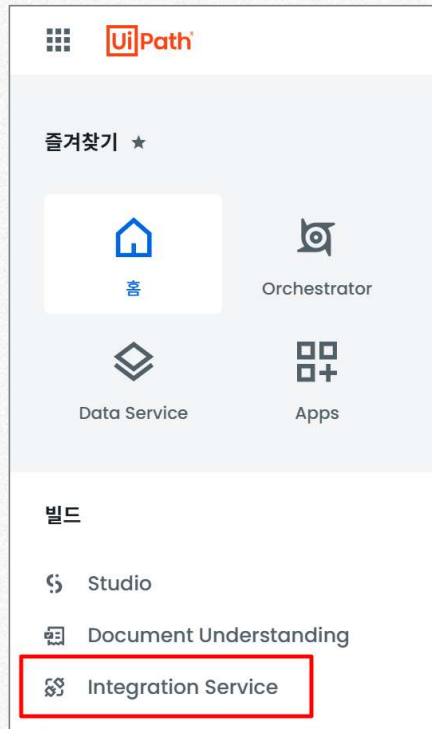 UiPath
즐겨찾기
홈
Orchestrator
Data Service
Apps
빌드
Studio
Document Understanding
Integration Service